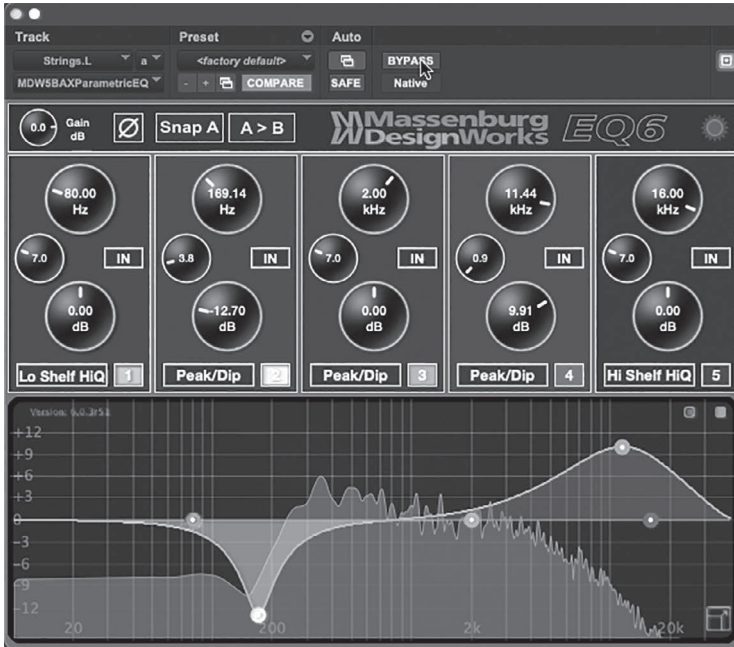 Track Preset Auto
Strings.L a <factory default> BYPASS
MDW5BAXParametricEQ - + COMPARE SAFE Native
0.0 Gain dB Ø Snap A A > B Massenburg DesignWorks EQ6
80.00 Hz 169.14 Hz 2.00 kHz 11.44 kHz 16.00 kHz
7.0 IN 3.8 IN 7.0 IN 0.9 IN 7.0 IN
0.00 dB -12.70 dB 0.00 dB 9.91 dB 0.00 dB
Lo Shelf HiQ 1 Peak/Dip 2 Peak/Dip 3 Peak/Dip 4 Hi Shelf HiQ 5
Version: 6.0.3r51
+12
+9
+6
+3
0
-3
-6
-9
-12
20 200 2k 20k